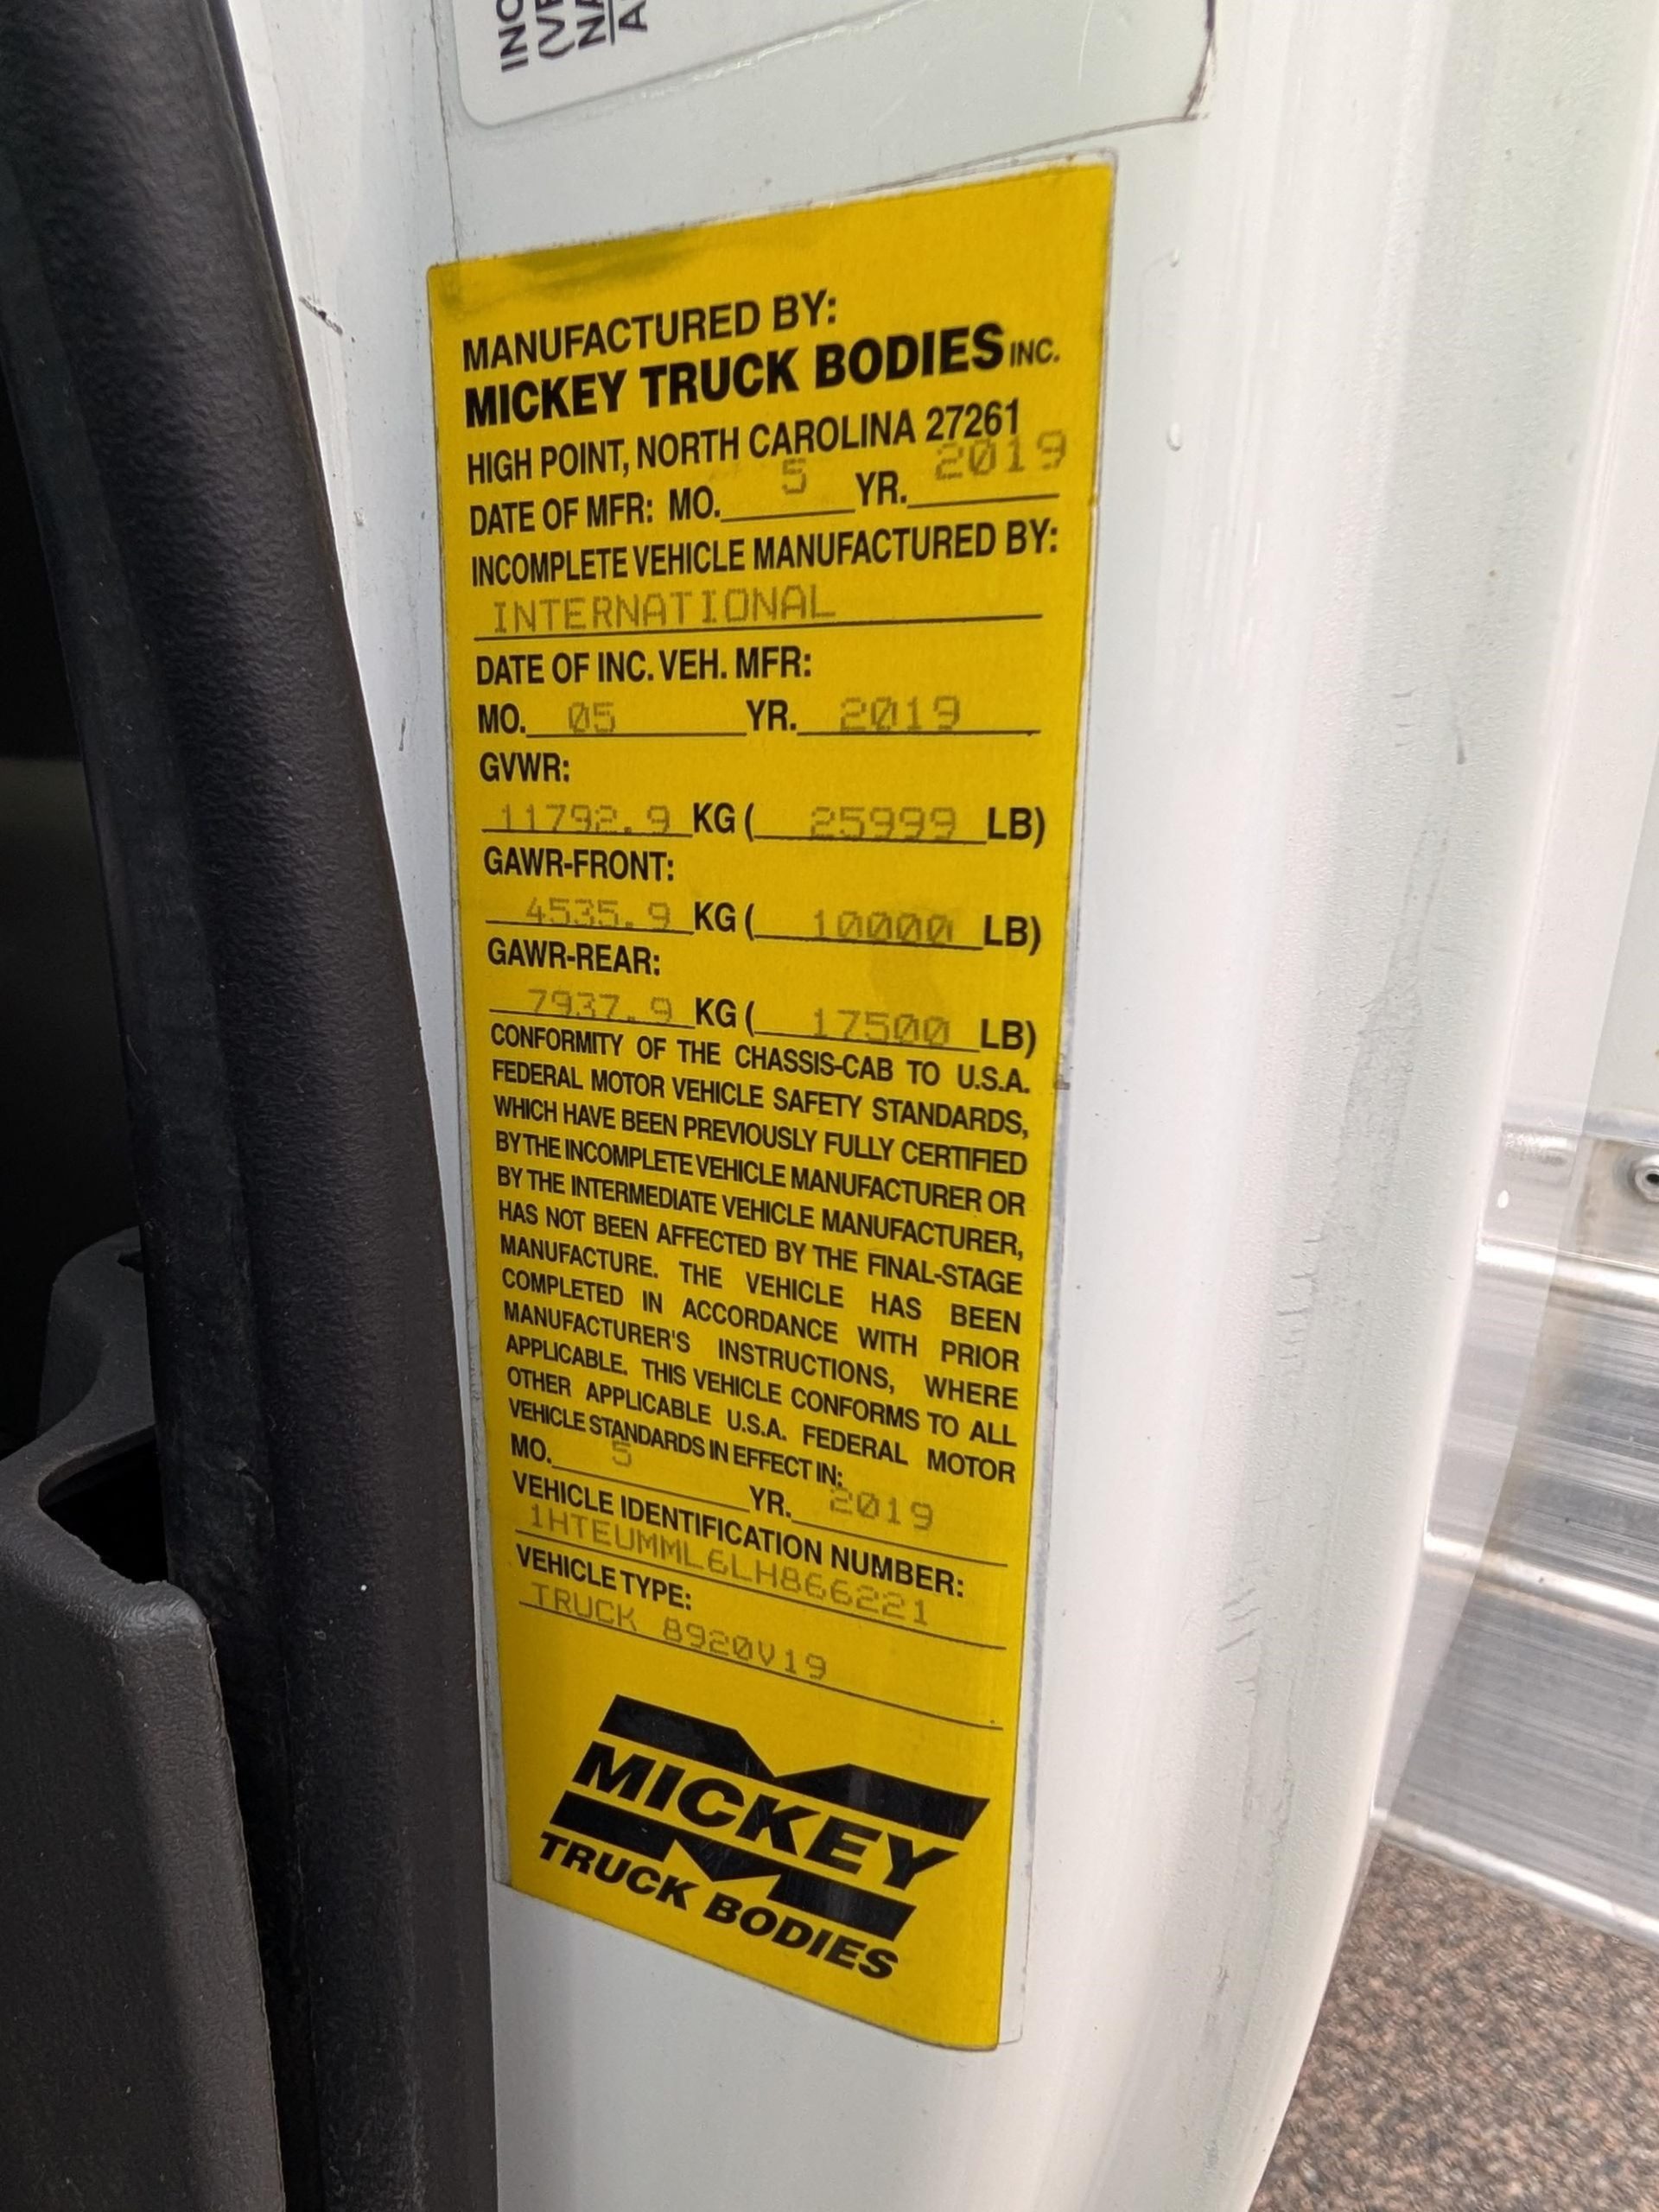 INC
(VE
NA
A
MANUFACTURED BY:
MICKEY TRUCK BODIES INC.
HIGH POINT, NORTH CAROLINA 27261
DATE OF MFR: MO. 5 YR. 2019
INCOMPLETE VEHICLE MANUFACTURED BY:
INTERNATIONAL
DATE OF INC. VEH. MFR:
MO. 05 YR. 2019
GVWR:
11792.9 KG ( 25999 LB)
GAWR-FRONT:
4535.9 KG ( 10000 LB)
GAWR-REAR:
7937.9 KG ( 17500 LB)
CONFORMITY OF THE CHASSIS-CAB TO U.S.A.
FEDERAL MOTOR VEHICLE SAFETY STANDARDS,
WHICH HAVE BEEN PREVIOUSLY FULLY CERTIFIED
BY THE INCOMPLETE VEHICLE MANUFACTURER OR
BY THE INTERMEDIATE VEHICLE MANUFACTURER,
HAS NOT BEEN AFFECTED BY THE FINAL-STAGE
MANUFACTURE. THE VEHICLE HAS BEEN
COMPLETED IN ACCORDANCE WITH PRIOR
MANUFACTURER'S INSTRUCTIONS, WHERE
APPLICABLE. THIS VEHICLE CONFORMS TO ALL
OTHER APPLICABLE U.S.A. FEDERAL MOTOR
VEHICLE STANDARDS IN EFFECT IN:
MO. 5 YR. 2019
VEHICLE IDENTIFICATION NUMBER:
1HTEUMML6LH866221
VEHICLE TYPE:
TRUCK 8920V19
MICKEY
TRUCK BODIES